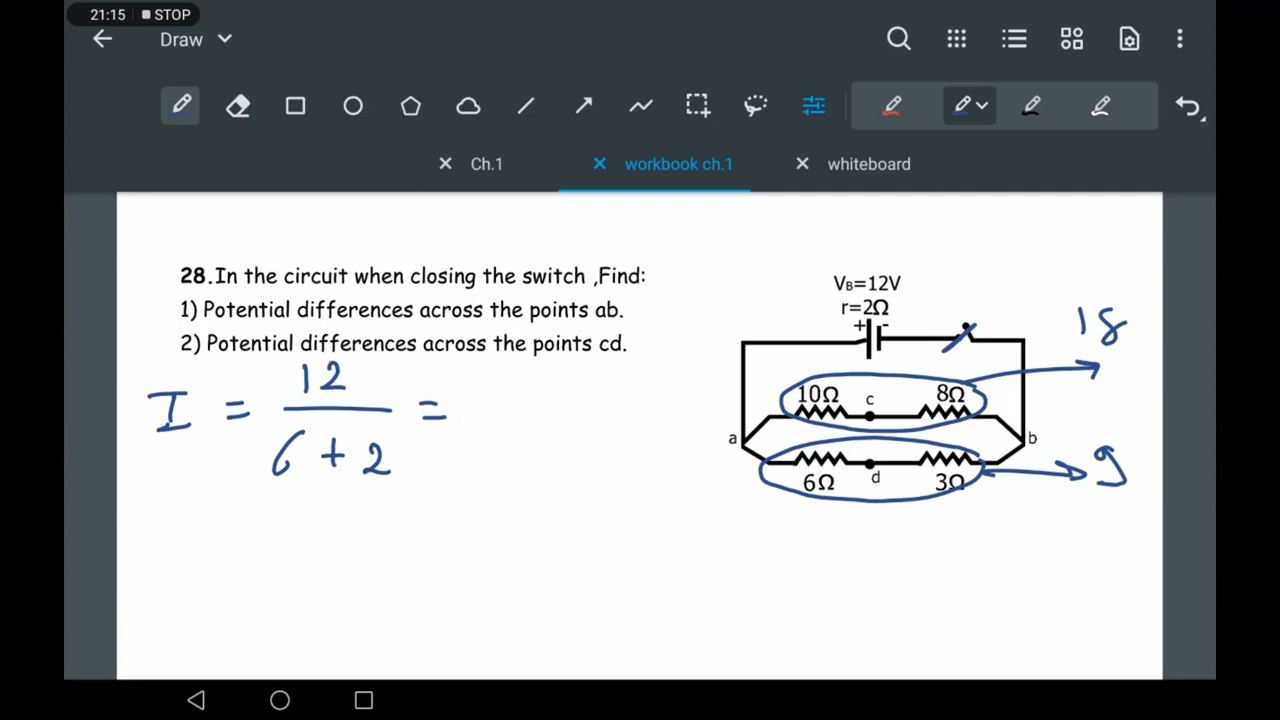 21:15 STOP
Draw
Ch.1
workbook ch.1
whiteboard
28.In the circuit when closing the switch ,Find:
1) Potential differences across the points ab.
2) Potential differences across the points cd.
I = 12 / 6 + 2 =
VB=12V
r=2Ω
+ -
18
10Ω c 8Ω
a b
6Ω d 3Ω
9